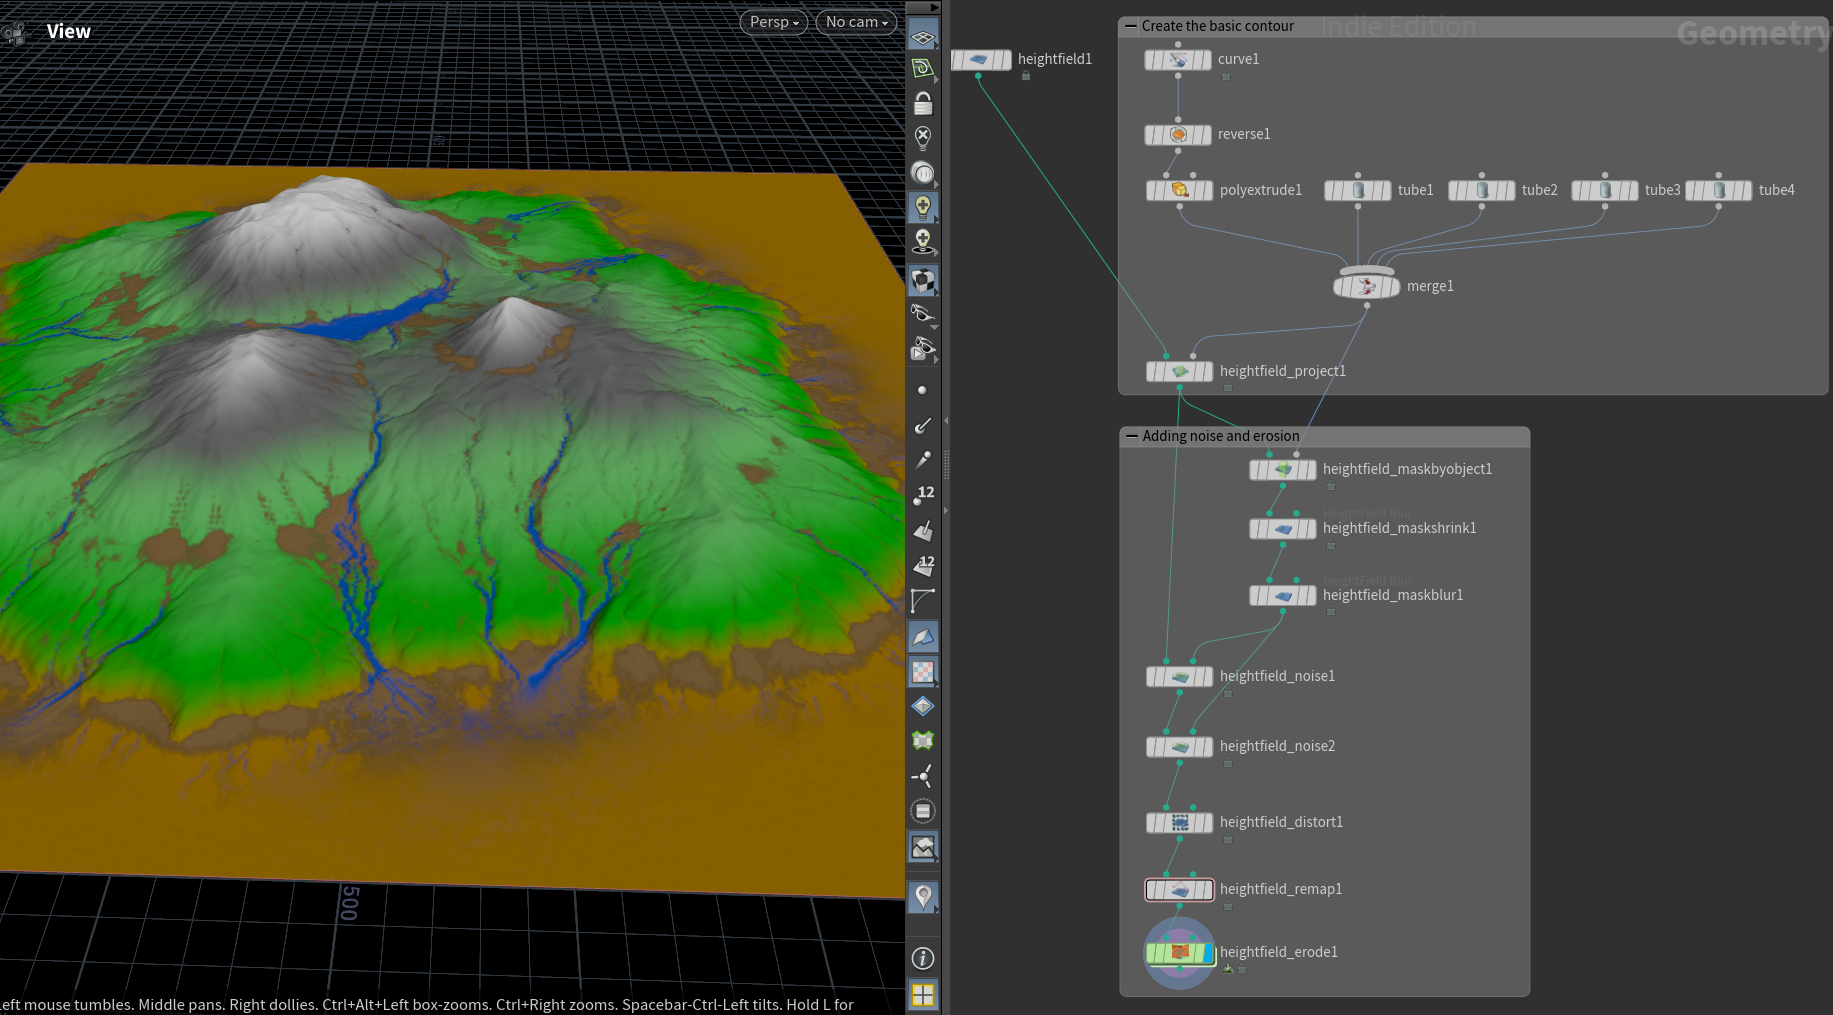 View
Persp
No cam
12
12
500
Left mouse tumbles. Middle pans. Right dollies. Ctrl+Alt+Left box-zooms. Ctrl+Right zooms. Spacebar-Ctrl-Left tilts. Hold L for
Indie Edition
Geometry
Create the basic contour
heightfield1
curve1
reverse1
polyextrude1
tube1
tube2
tube3
tube4
merge1
heightfield_project1
Adding noise and erosion
heightfield_maskbyobject1
HeightField Blur
heightfield_maskshrink1
HeightField Blur
heightfield_maskblur1
heightfield_noise1
heightfield_noise2
heightfield_distort1
heightfield_remap1
heightfield_erode1